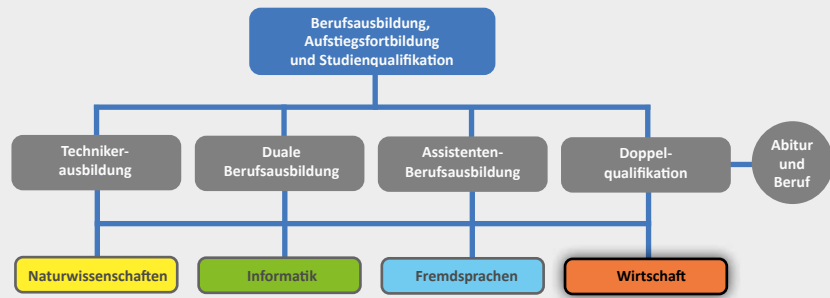 Berufsausbildung,
Aufstiegsfortbildung
und Studienqualifikation
Techniker-
ausbildung
Duale
Berufsausbildung
Assistenten-
Berufsausbildung
Doppel-
qualifikation
Abitur
und
Beruf
Naturwissenschaften
Informatik
Fremdsprachen
Wirtschaft